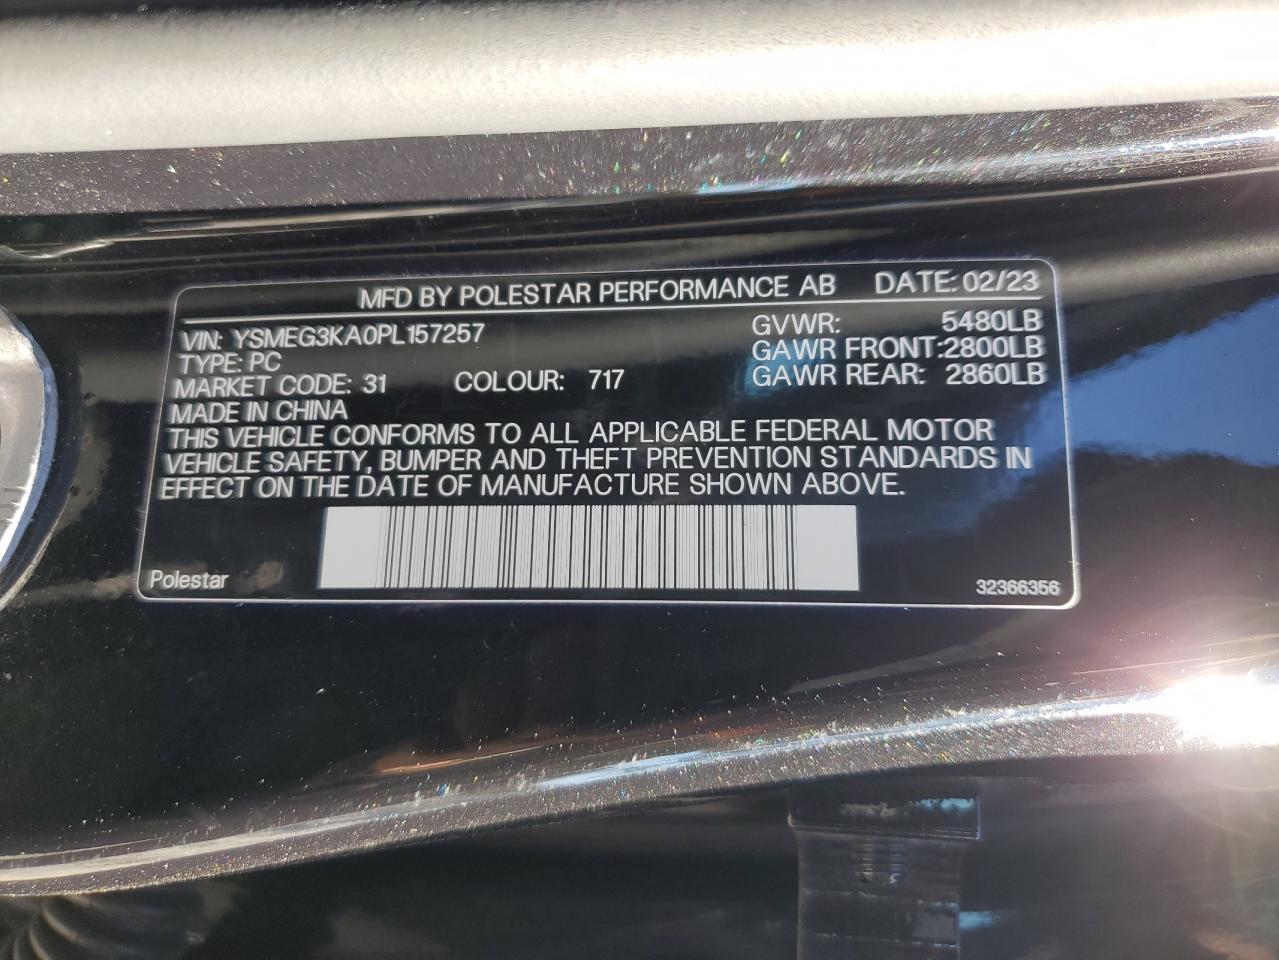 MFD BY POLESTAR PERFORMANCE AB DATE: 02/23
VIN: YSMEG3KA0PL157257 GVWR: 5480LB
TYPE: PC GAWR FRONT:2800LB
MARKET CODE: 31 COLOUR: 717 GAWR REAR: 2860LB
MADE IN CHINA
THIS VEHICLE CONFORMS TO ALL APPLICABLE FEDERAL MOTOR
VEHICLE SAFETY, BUMPER AND THEFT PREVENTION STANDARDS IN
EFFECT ON THE DATE OF MANUFACTURE SHOWN ABOVE.
Polestar 32366356